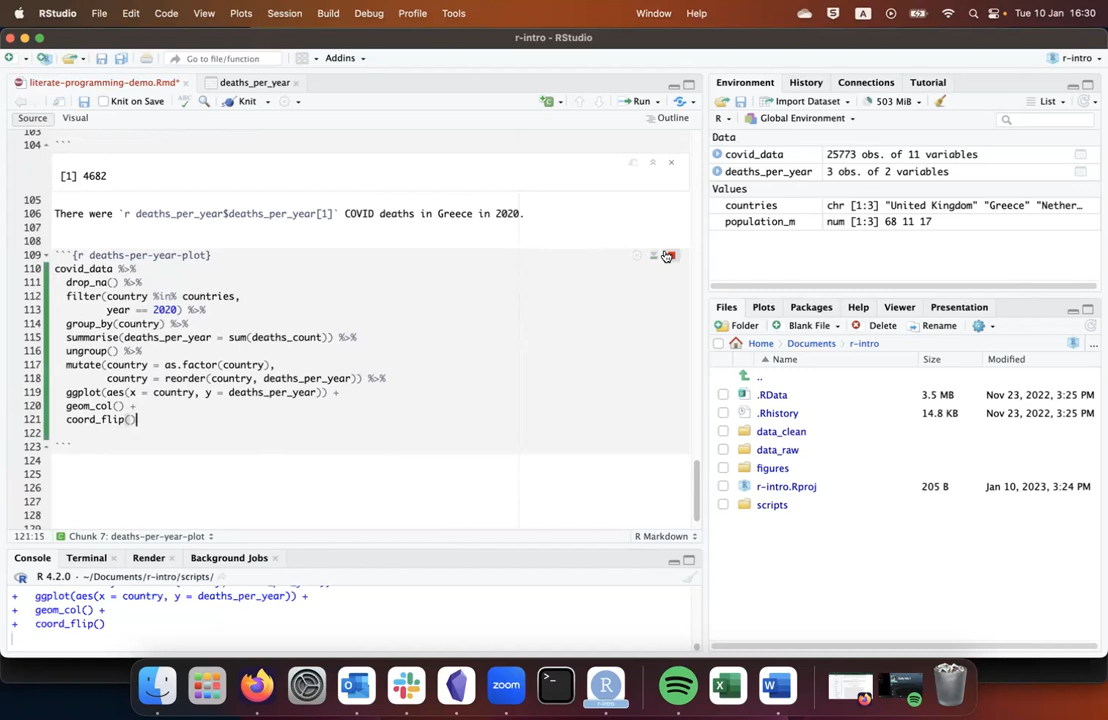 RStudio File Edit Code View Plots Session Build Debug Profile Tools Window Help A Tue 10 Jan 16:30
r-intro - RStudio
Go to file/function Addins r-intro
literate-programming-demo.Rmd* deaths_per_year
Knit on Save Knit Run
Source Visual Outline
103
104 ```
[1] 4682
105
106 There were `r deaths_per_year$deaths_per_year[1]` COVID deaths in Greece in 2020.
107
108
109 ```{r deaths-per-year-plot}
110 covid_data %>%
111 drop_na() %>%
112 filter(country %in% countries,
113 year == 2020) %>%
114 group_by(country) %>%
115 summarise(deaths_per_year = sum(deaths_count)) %>%
116 ungroup() %>%
117 mutate(country = as.factor(country),
118 country = reorder(country, deaths_per_year)) %>%
119 ggplot(aes(x = country, y = deaths_per_year)) +
120 geom_col() +
121 coord_flip()
122
123 ```
124
125
126
127
128
129
121:15 Chunk 7: deaths-per-year-plot R Markdown
Console Terminal Render Background Jobs
R 4.2.0 · ~/Documents/r-intro/scripts/
+ ggplot(aes(x = country, y = deaths_per_year)) +
+ geom_col() +
+ coord_flip()
Environment History Connections Tutorial
Import Dataset 503 MiB List
R Global Environment
Data
covid_data 25773 obs. of 11 variables
deaths_per_year 3 obs. of 2 variables
Values
countries chr [1:3] "United Kingdom" "Greece" "Nether…
population_m num [1:3] 68 11 17
Files Plots Packages Help Viewer Presentation
Folder Blank File Delete Rename
Home Documents r-intro ...
Name Size Modified
..
.RData 3.5 MB Nov 23, 2022, 3:25 PM
.Rhistory 14.8 KB Nov 23, 2022, 3:25 PM
data_clean
data_raw
figures
r-intro.Rproj 205 B Jan 10, 2023, 3:24 PM
scripts
zoom
R
r-intro
X
W